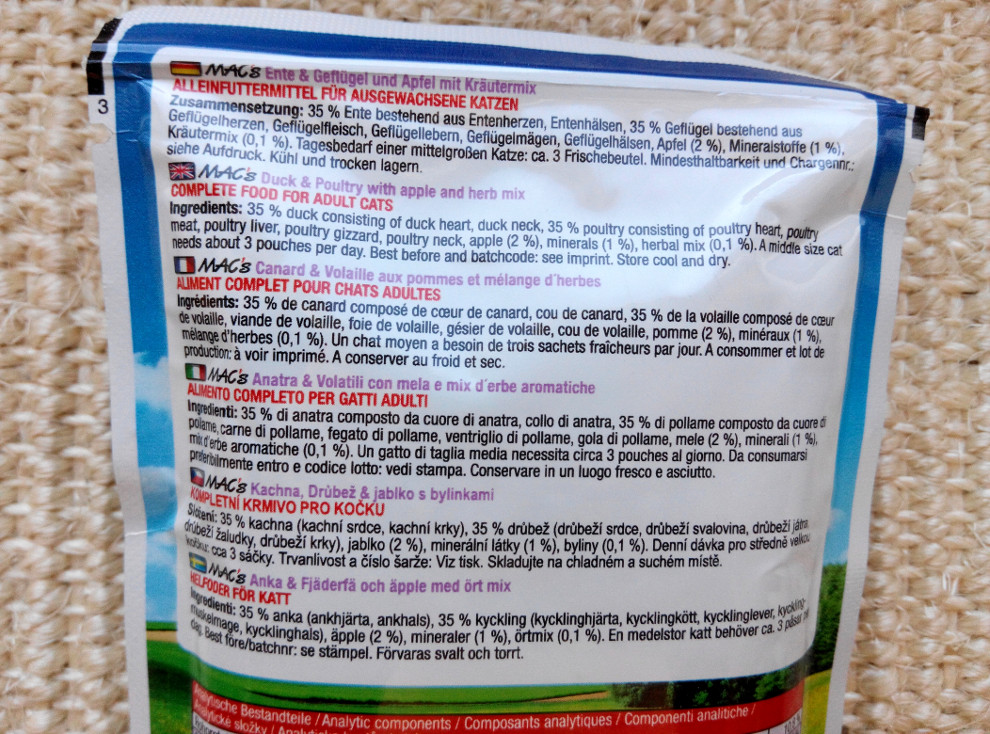 3
MAC's Ente & Geflügel und Apfel mit Kräutermix
ALLEINFUTTERMITTEL FÜR AUSGEWACHSENE KATZEN
Zusammensetzung: 35 % Ente bestehend aus Entenherzen, Entenhälsen, 35 % Geflügel bestehend aus
Geflügelherzen, Geflügelfleisch, Geflügellebern, Geflügelmägen, Geflügelhälsen, Apfel (2 %), Mineralstoffe (1 %),
Kräutermix (0,1 %). Tagesbedarf einer mittelgroßen Katze: ca. 3 Frischebeutel. Mindesthaltbarkeit und Chargennr.:
siehe Aufdruck. Kühl und trocken lagern.
MAC's Duck & Poultry with apple and herb mix
COMPLETE FOOD FOR ADULT CATS
Ingredients: 35 % duck consisting of duck heart, duck neck, 35 % poultry consisting of poultry heart, poultry
meat, poultry liver, poultry gizzard, poultry neck, apple (2 %), minerals (1 %), herbal mix (0,1 %). A middle size cat
needs about 3 pouches per day. Best before and batchcode: see imprint. Store cool and dry.
MAC's Canard & Volaille aux pommes et mélange d'herbes
ALIMENT COMPLET POUR CHATS ADULTES
Ingrédients: 35 % de canard composé de cœur de canard, cou de canard, 35 % de la volaille composé de cœur
de volaille, viande de volaille, foie de volaille, gésier de volaille, cou de volaille, pomme (2 %), minéraux (1 %),
mélange d'herbes (0,1 %). Un chat moyen a besoin de trois sachets fraîcheurs par jour. A consommer et lot de
production: à voir imprimé. A conserver au froid et sec.
MAC's Anatra & Volatili con mela e mix d'erbe aromatiche
ALIMENTO COMPLETO PER GATTI ADULTI
Ingredienti: 35 % di anatra composto da cuore di anatra, collo di anatra, 35 % di pollame composto da cuore di
pollame, carne di pollame, fegato di pollame, ventriglio di pollame, gola di pollame, mele (2 %), minerali (1 %),
mix d'erbe aromatiche (0,1 %). Un gatto di taglia media necessita circa 3 pouches al giorno. Da consumarsi
preferibilmente entro e codice lotto: vedi stampa. Conservare in un luogo fresco e asciutto.
MAC's Kachna, Drůbež & jablko s bylinkami
KOMPLETNÍ KRMIVO PRO KOČKU
Složení: 35 % kachna (kachní srdce, kachní krky), 35 % drůbež (drůbeží srdce, drůbeží svalovina, drůbeží játra,
drůbeží žaludky, drůbeží krky), jablko (2 %), minerální látky (1 %), byliny (0,1 %). Denní dávka pro středně velkou
kočku: cca 3 sáčky. Trvanlivost a číslo šarže: Viz tisk. Skladujte na chladném a suchém místě.
MAC's Anka & Fjäderfä och äpple med ört mix
HELFODER FÖR KATT
Ingredienti: 35 % anka (ankhjärta, ankhals), 35 % kyckling (kycklinghjärta, kycklingkött, kycklinglever, kyckling-
muskelmage, kycklinghals), äpple (2 %), mineraler (1 %), örtmix (0,1 %). En medelstor katt behöver ca. 3 påsar
dag. Best före/batchnr: se stämpel. Förvaras svalt och torrt.
Analytische Bestandteile / Analytic components / Composants analytiques / Componenti analitiche /
Analytické složky /